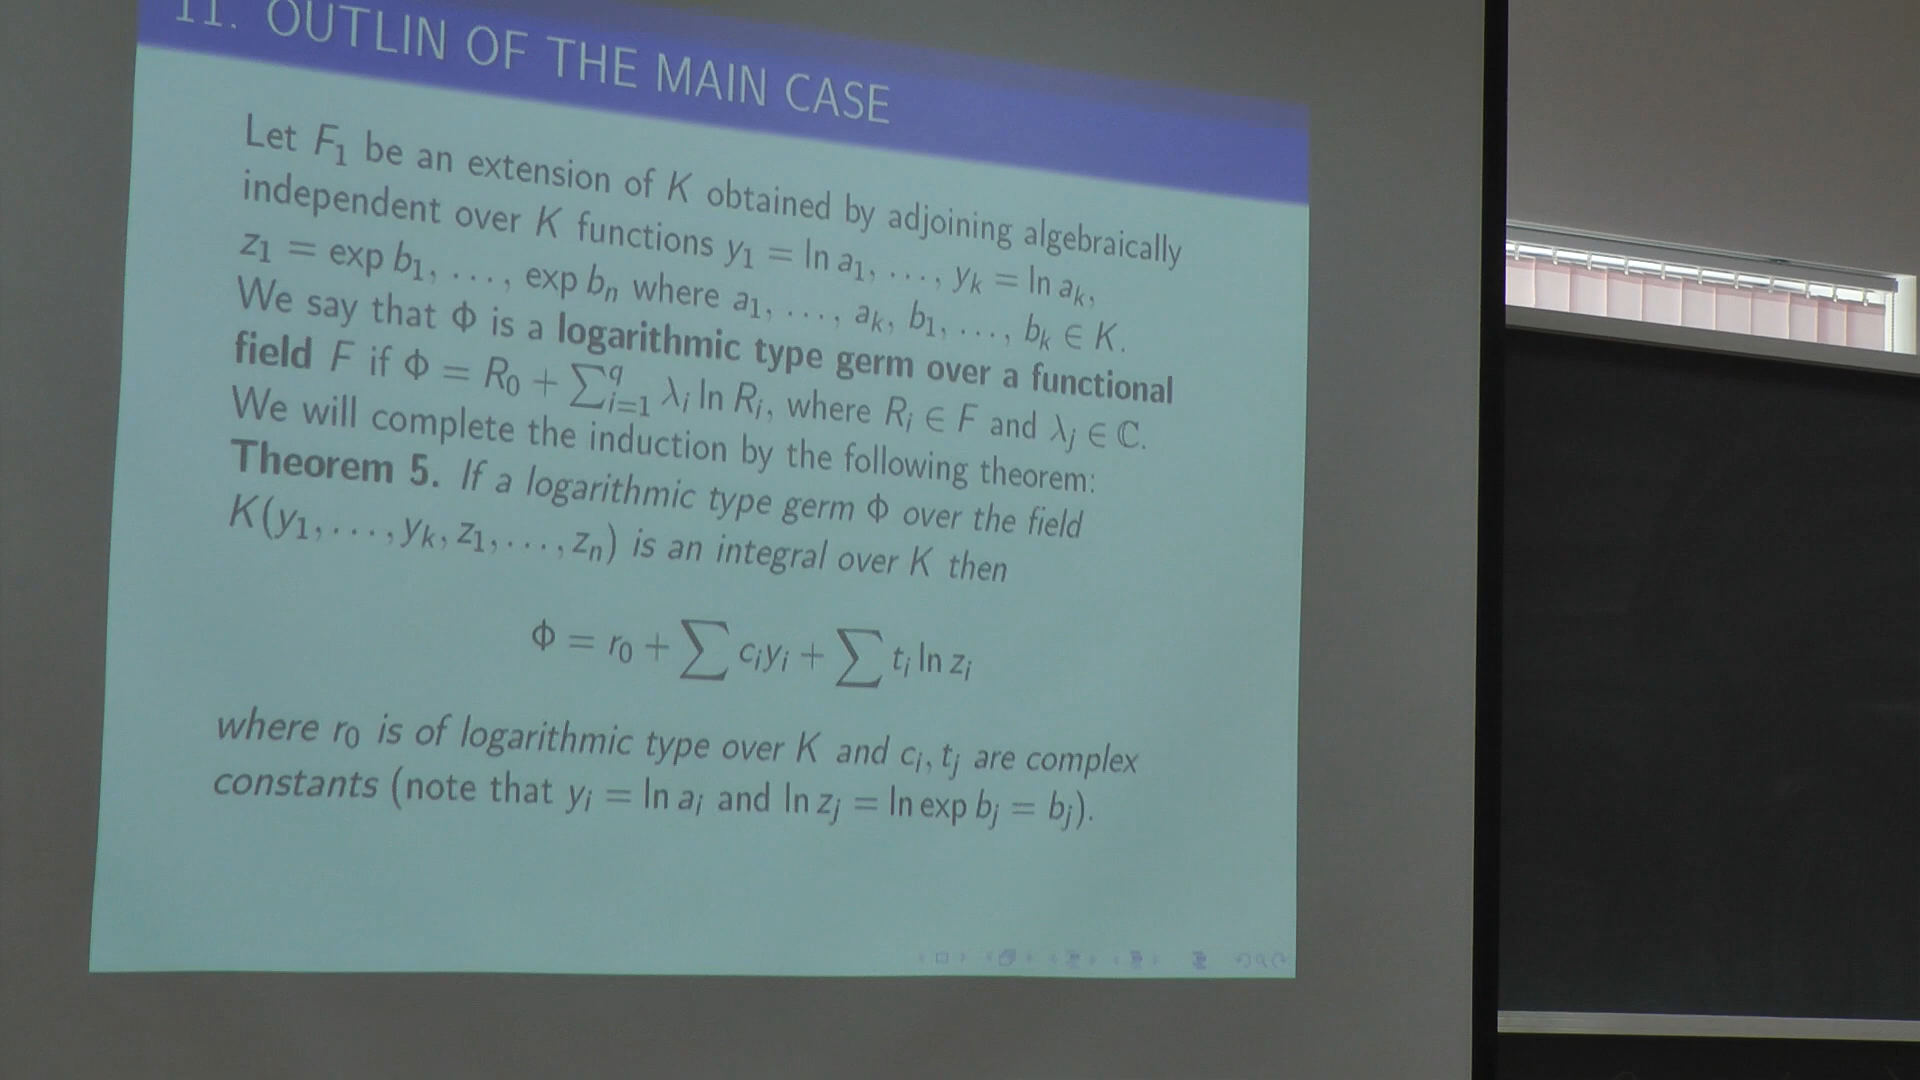 11. OUTLIN OF THE MAIN CASE
Let F₁ be an extension of K obtained by adjoining algebraically
independent over K functions y₁ = ln a₁, . . . , yₖ = ln aₖ,
z₁ = exp b₁, . . . , exp bₙ where a₁, . . . , aₖ, b₁, . . . , bₖ ∈ K.
We say that Φ is a logarithmic type germ over a functional
field F if Φ = R₀ + ∑_{i=1}^{q} λᵢ ln Rᵢ, where Rᵢ ∈ F and λⱼ ∈ ℂ.
We will complete the induction by the following theorem:
Theorem 5. If a logarithmic type germ Φ over the field
K(y₁, . . . , yₖ, z₁, . . . , zₙ) is an integral over K then
Φ = r₀ + ∑ cᵢyᵢ + ∑ tᵢ ln zᵢ
where r₀ is of logarithmic type over K and cᵢ, tⱼ are complex
constants (note that yᵢ = ln aᵢ and ln zⱼ = ln exp bⱼ = bⱼ).